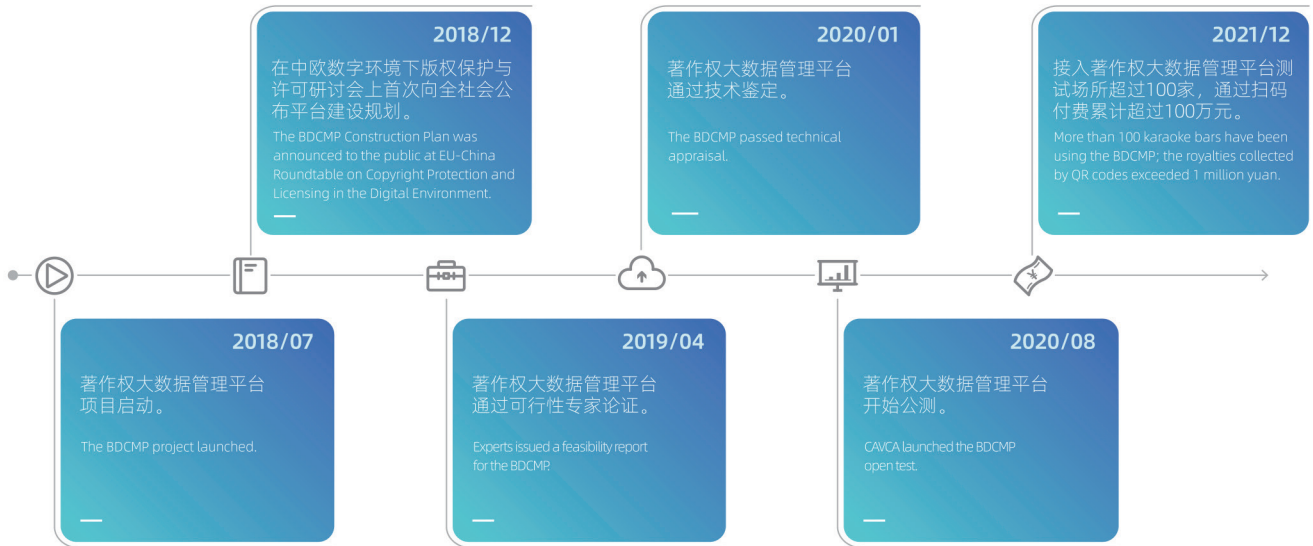 2018/12
在中欧数字环境下版权保护与
许可研讨会上首次向全社会公
布平台建设规划。
The BDCMP Construction Plan was
announced to the public at EU-China
Roundtable on Copyright Protection and
Licensing in the Digital Environment.
2020/01
著作权大数据管理平台
通过技术鉴定。
The BDCMP passed technical
appraisal.
2021/12
接入著作权大数据管理平台测
试场所超过100家，通过扫码
付费累计超过100万元。
More than 100 karaoke bars have been
using the BDCMP; the royalties collected
by QR codes exceeded 1 million yuan.
2018/07
著作权大数据管理平台
项目启动。
The BDCMP project launched.
2019/04
著作权大数据管理平台
通过可行性专家论证。
Experts issued a feasibility report
for the BDCMP.
2020/08
著作权大数据管理平台
开始公测。
CAVCA launched the BDCMP
open test.